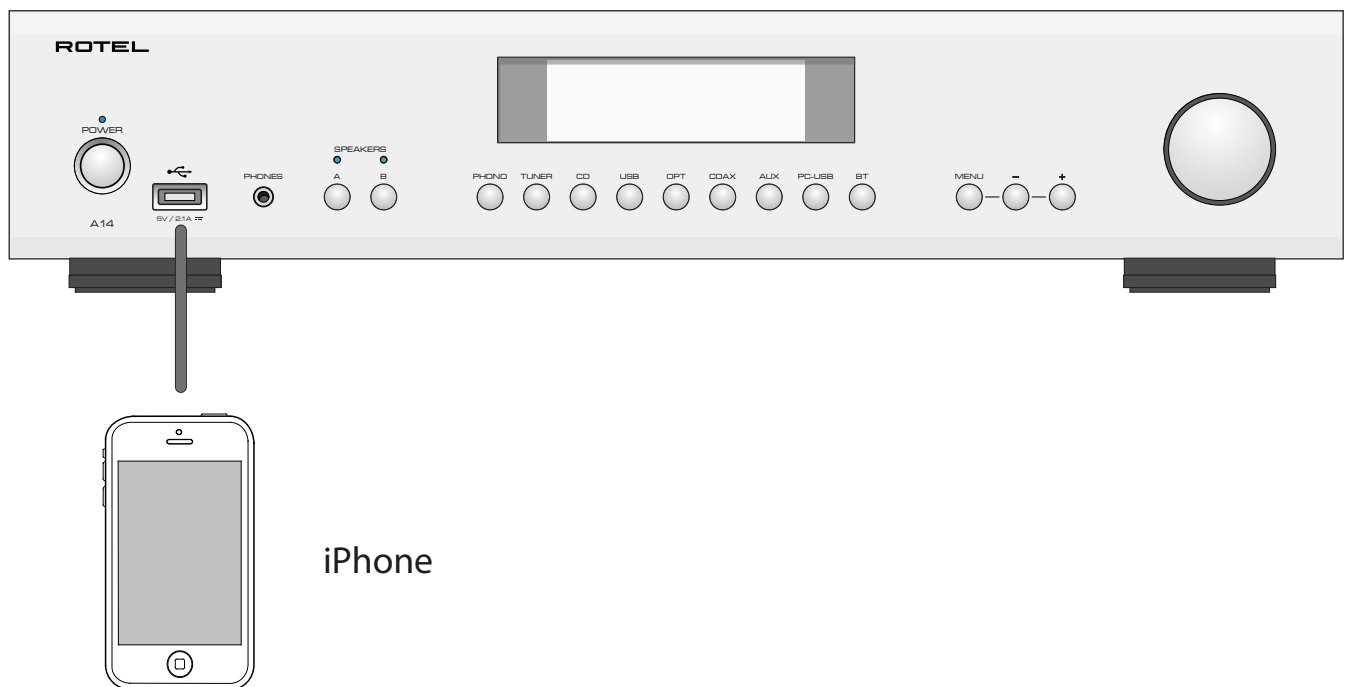 ROTEL
POWER
A14
5V / 2.1A
PHONES
SPEAKERS
A B
PHONO TUNER CD USB OPT COAX AUX PC-USB BT
MENU – +
iPhone